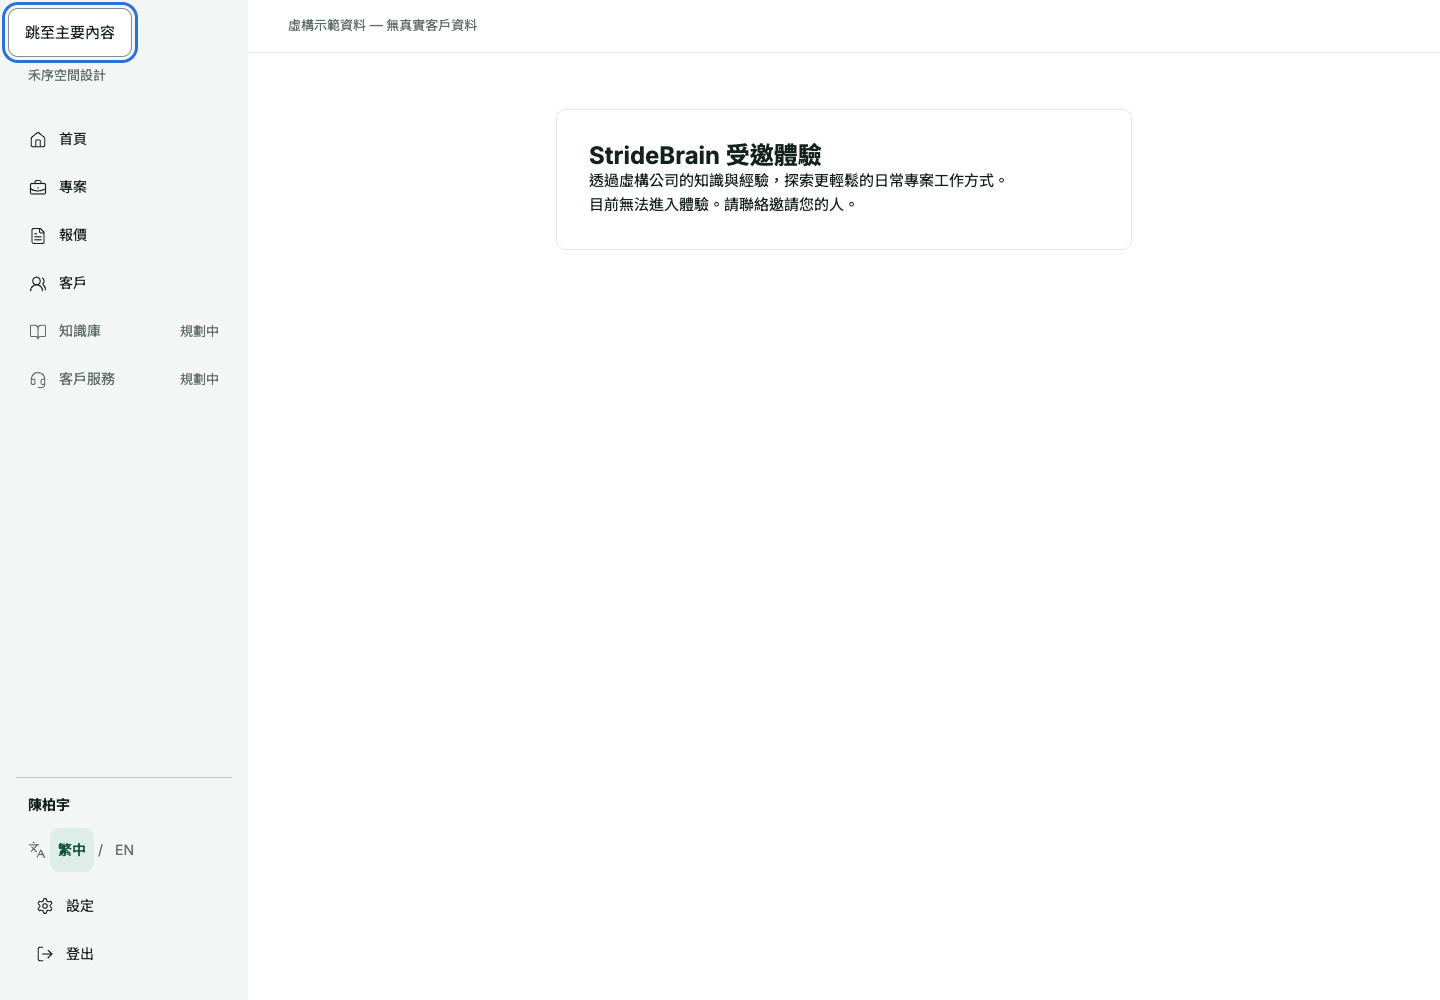 跳至主要內容
禾序空間設計
首頁
專案
報價
客戶
知識庫 規劃中
客戶服務 規劃中
陳柏宇
繁中 / EN
設定
登出
虛構示範資料 — 無真實客戶資料
StrideBrain 受邀體驗
透過虛構公司的知識與經驗，探索更輕鬆的日常專案工作方式。
目前無法進入體驗。請聯絡邀請您的人。